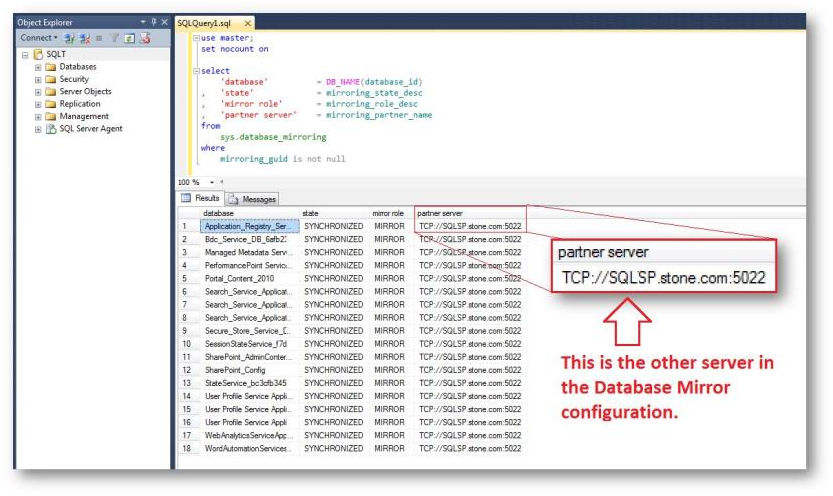 Object Explorer
SQLQuery1.sql
Connect
SQLT
Databases
Security
Server Objects
Replication
Management
SQL Server Agent
use master;
set nocount on
select
'database' = DB_NAME(database_id)
, 'state' = mirroring_state_desc
, 'mirror role' = mirroring_role_desc
, 'partner server' = mirroring_partner_name
from
sys.database_mirroring
where
mirroring_guid is not null
100 %
Results Messages
database state mirror role partner server
1 Application_Registry_Ser... SYNCHRONIZED MIRROR TCP://SQLSP.stone.com:5022
2 Bdc_Service_DB_6afb2: SYNCHRONIZED MIRROR TCP://SQLSP.stone.com:5022
3 Managed Metadata Servi... SYNCHRONIZED MIRROR TCP://SQLSP.stone.com:5022
4 PerformancePoint Servic... SYNCHRONIZED MIRROR TCP://SQLSP.stone.com:5022
5 Portal_Content_2010 SYNCHRONIZED MIRROR TCP://SQLSP.stone.com:5022
6 Search_Service_Applicat... SYNCHRONIZED MIRROR TCP://SQLSP.stone.com:5022
7 Search_Service_Applicat... SYNCHRONIZED MIRROR TCP://SQLSP.stone.com:5022
8 Search_Service_Applicat... SYNCHRONIZED MIRROR TCP://SQLSP.stone.com:5022
9 Secure_Store_Service_[.. SYNCHRONIZED MIRROR TCP://SQLSP.stone.com:5022
10 SessionStateService_f7d SYNCHRONIZED MIRROR TCP://SQLSP.stone.com:5022
11 SharePoint_AdminConter... SYNCHRONIZED MIRROR TCP://SQLSP.stone.com:5022
12 SharePoint_Config SYNCHRONIZED MIRROR TCP://SQLSP.stone.com:5022
13 StateService_bc3cfb345 SYNCHRONIZED MIRROR TCP://SQLSP.stone.com:5022
14 User Profile Service Appli... SYNCHRONIZED MIRROR TCP://SQLSP.stone.com:5022
15 User Profile Service Appli... SYNCHRONIZED MIRROR TCP://SQLSP.stone.com:5022
16 User Profile Service Appli SYNCHRONIZED MIRROR TCP://SQLSP.stone.com:5022
17 WebAnalyticsServiceApp... SYNCHRONIZED MIRROR TCP://SQLSP.stone.com:5022
18 WordAutomationServices... SYNCHRONIZED MIRROR TCP://SQLSP.stone.com:5022
partner server
TCP://SQLSP.stone.com:5022
This is the other server in
the Database Mirror
configuration.